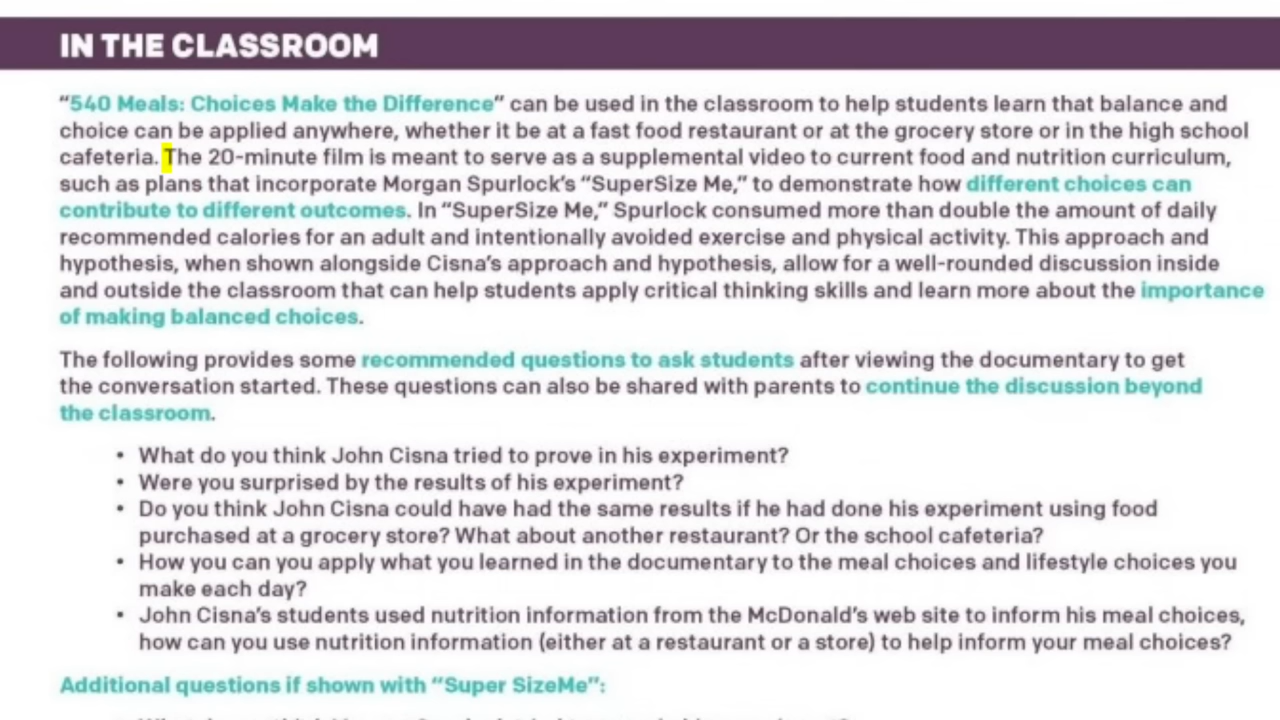 IN THE CLASSROOM
“540 Meals: Choices Make the Difference” can be used in the classroom to help students learn that balance and
choice can be applied anywhere, whether it be at a fast food restaurant or at the grocery store or in the high school
cafeteria. The 20-minute film is meant to serve as a supplemental video to current food and nutrition curriculum,
such as plans that incorporate Morgan Spurlock’s “SuperSize Me,” to demonstrate how different choices can
contribute to different outcomes. In “SuperSize Me,” Spurlock consumed more than double the amount of daily
recommended calories for an adult and intentionally avoided exercise and physical activity. This approach and
hypothesis, when shown alongside Cisna’s approach and hypothesis, allow for a well-rounded discussion inside
and outside the classroom that can help students apply critical thinking skills and learn more about the importance
of making balanced choices.
The following provides some recommended questions to ask students after viewing the documentary to get
the conversation started. These questions can also be shared with parents to continue the discussion beyond
the classroom.
• What do you think John Cisna tried to prove in his experiment?
• Were you surprised by the results of his experiment?
• Do you think John Cisna could have had the same results if he had done his experiment using food
purchased at a grocery store? What about another restaurant? Or the school cafeteria?
• How you can you apply what you learned in the documentary to the meal choices and lifestyle choices you
make each day?
• John Cisna’s students used nutrition information from the McDonald’s web site to inform his meal choices,
how can you use nutrition information (either at a restaurant or a store) to help inform your meal choices?
Additional questions if shown with “Super SizeMe”: